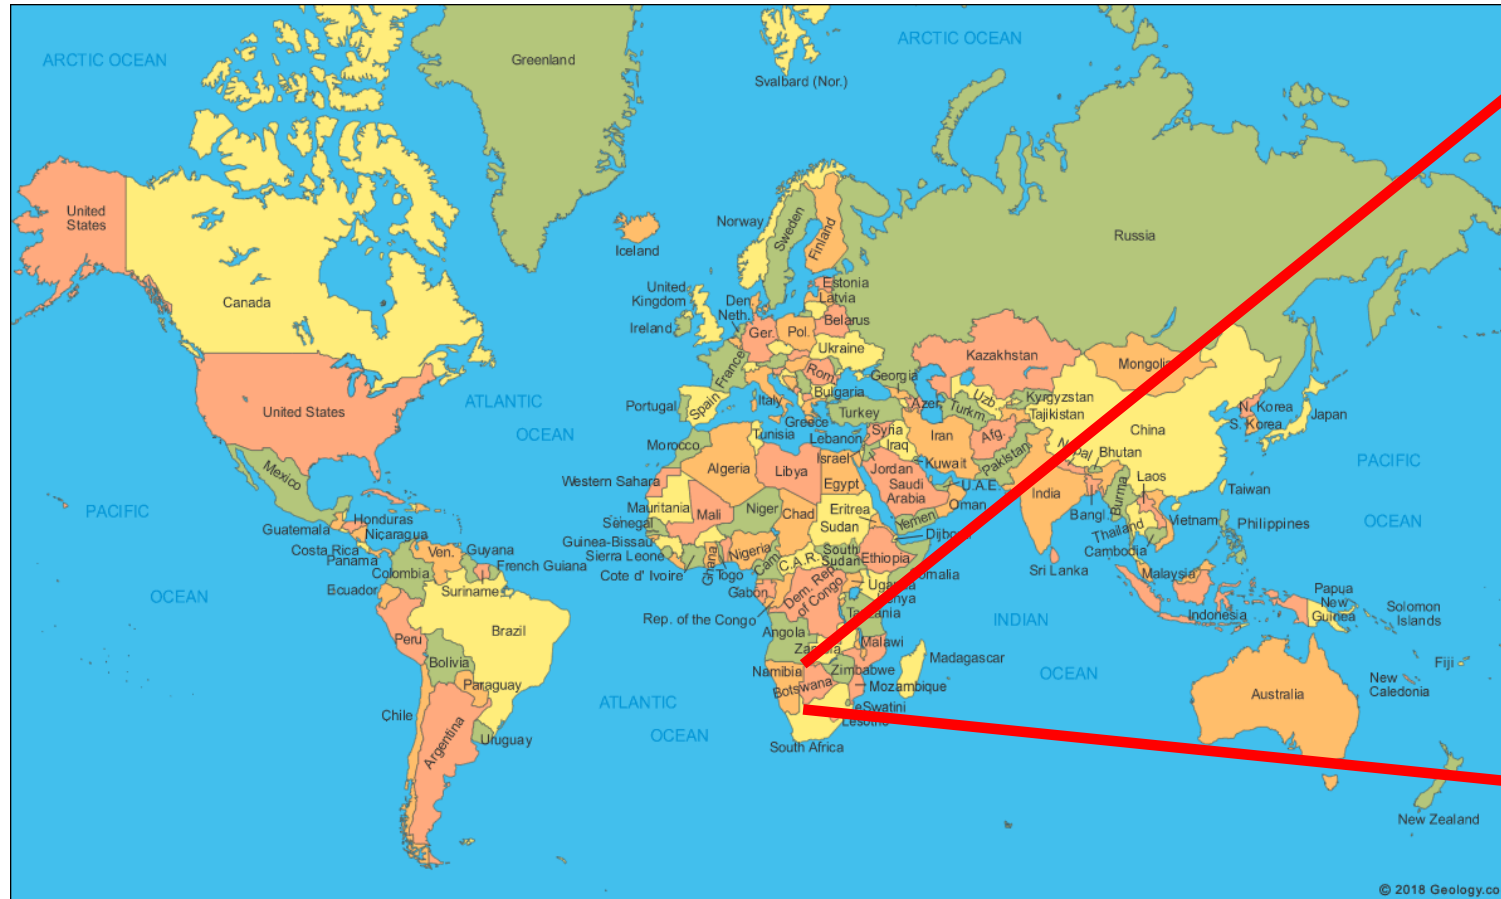 ARCTIC OCEAN
ARCTIC OCEAN
Greenland
Svalbard (Nor.)
United
States
Canada
Iceland
Norway
Sweden
Finland
Russia
Estonia
Latvia
United
Kingdom
Den.
Neth.
Belarus
Ireland
Ger.
Pol.
Ukraine
France
Rom.
Kazakhstan
Mongolia
Georgia
Bulgaria
United States
ATLANTIC
OCEAN
Portugal
Spain
Italy
Greece
Turkey
Azer.
Turkm.
Uzb.
Kyrgyzstan
Tajikistan
N. Korea
S. Korea
Japan
China
Morocco
Tunisia
Lebanon
Syria
Iraq
Iran
Afg.
Israel
Jordan
Kuwait
Pakistan
Nepal
Bhutan
Mexico
PACIFIC
OCEAN
Western Sahara
Algeria
Libya
Egypt
Saudi
Arabia
U.A.E.
Oman
India
Bangl.
Burma
Laos
Taiwan
PACIFIC
OCEAN
Mauritania
Mali
Niger
Chad
Eritrea
Sudan
Yemen
Thailand
Vietnam
Philippines
Guatemala
Honduras
Nicaragua
Costa Rica
Panama
Ven.
Guyana
French Guiana
Colombia
Suriname
Ecuador
Senegal
Guinea-Bissau
Sierra Leone
Cote d' Ivoire
Ghana
Togo
Nigeria
Cam.
C.A.R.
South
Sudan
Ethiopia
Cambodia
Sri Lanka
Malaysia
Gabon
Rep. of the Congo
Dem. Rep.
of Congo
Indonesia
Papua
New
Guinea
Solomon
Islands
INDIAN
OCEAN
Peru
Brazil
Bolivia
Paraguay
Chile
Argentina
Uruguay
ATLANTIC
OCEAN
Angola
Malawi
Namibia
Zimbabwe
Botswana
Mozambique
Madagascar
South Africa
Australia
Fiji
New
Caledonia
New Zealand
© 2018 Geology.co